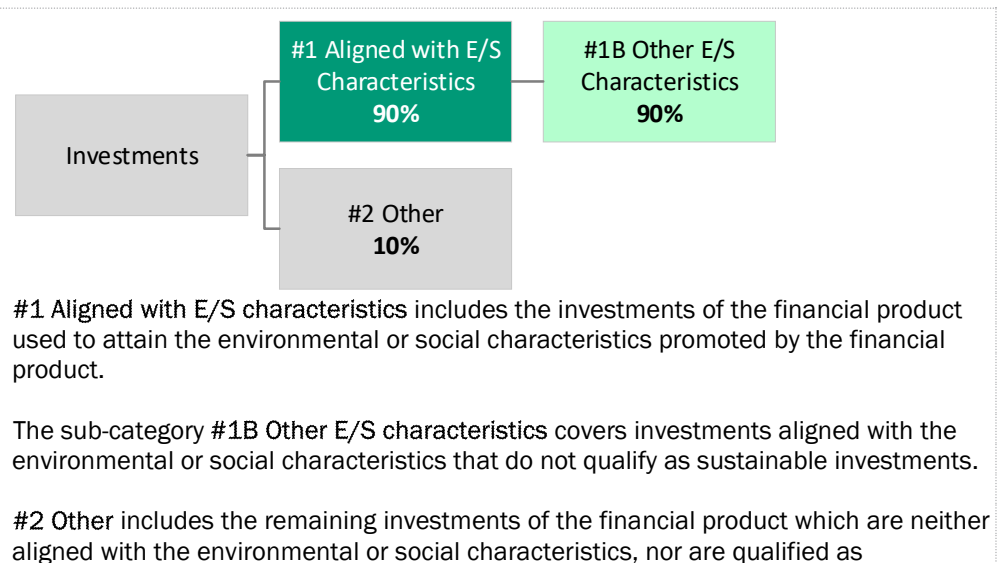 #1 Aligned with E/S
Characteristics
90%
#1B Other E/S
Characteristics
90%
Investments
#2 Other
10%
#1 Aligned with E/S characteristics includes the investments of the financial product
used to attain the environmental or social characteristics promoted by the financial
product.
The sub-category #1B Other E/S characteristics covers investments aligned with the
environmental or social characteristics that do not qualify as sustainable investments.
#2 Other includes the remaining investments of the financial product which are neither
aligned with the environmental or social characteristics, nor are qualified as